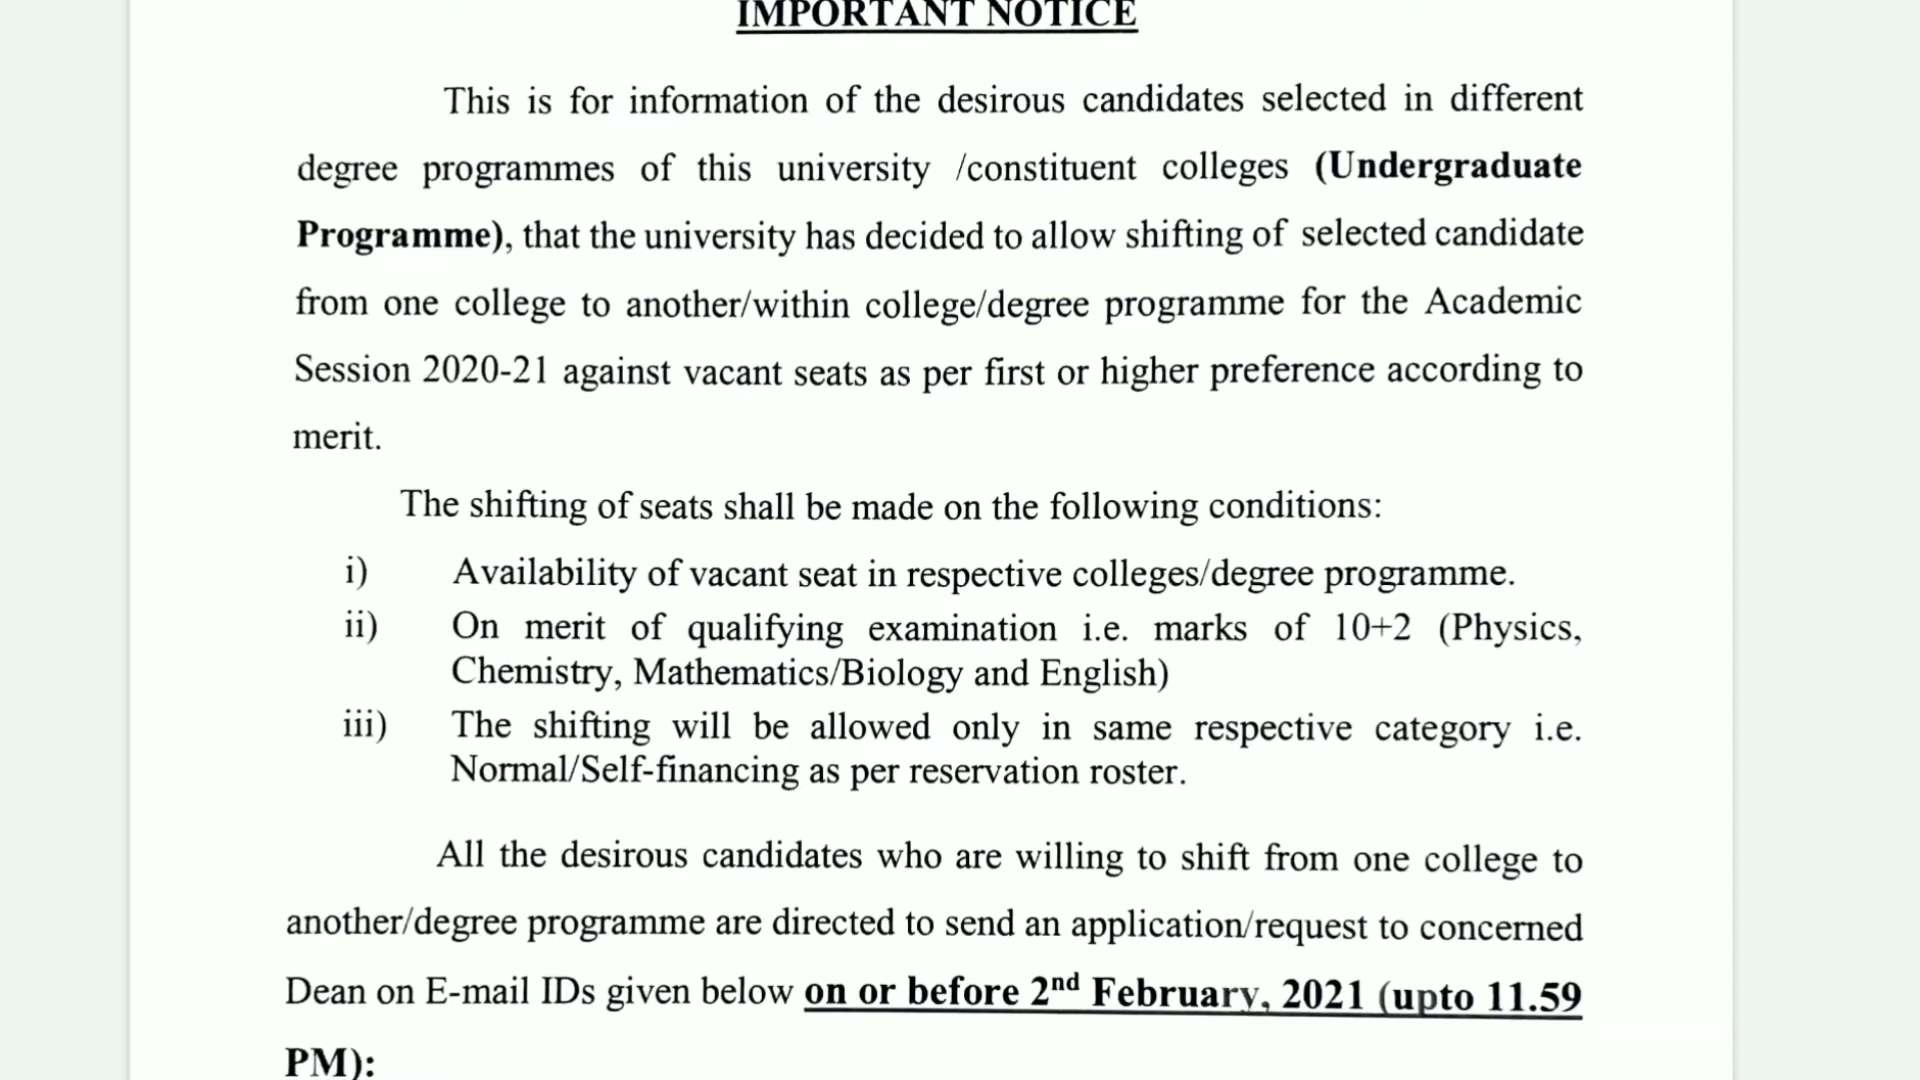 IMPORTANT NOTICE
This is for information of the desirous candidates selected in different
degree programmes of this university /constituent colleges (Undergraduate
Programme), that the university has decided to allow shifting of selected candidate
from one college to another/within college/degree programme for the Academic
Session 2020-21 against vacant seats as per first or higher preference according to
merit.
The shifting of seats shall be made on the following conditions:
i) Availability of vacant seat in respective colleges/degree programme.
ii) On merit of qualifying examination i.e. marks of 10+2 (Physics,
Chemistry, Mathematics/Biology and English)
iii) The shifting will be allowed only in same respective category i.e.
Normal/Self-financing as per reservation roster.
All the desirous candidates who are willing to shift from one college to
another/degree programme are directed to send an application/request to concerned
Dean on E-mail IDs given below on or before 2nd February, 2021 (upto 11.59
PM):